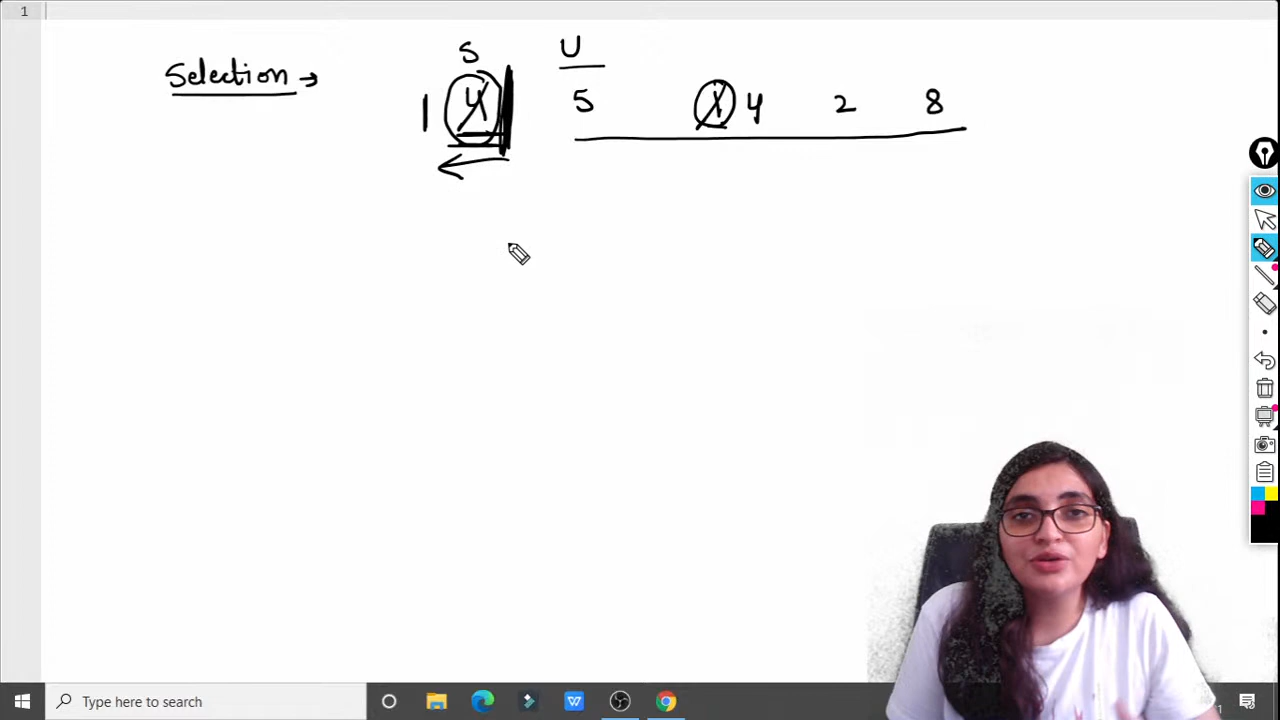 1
S U
Selection →
1 4 5 1 4 2 8
Type here to search